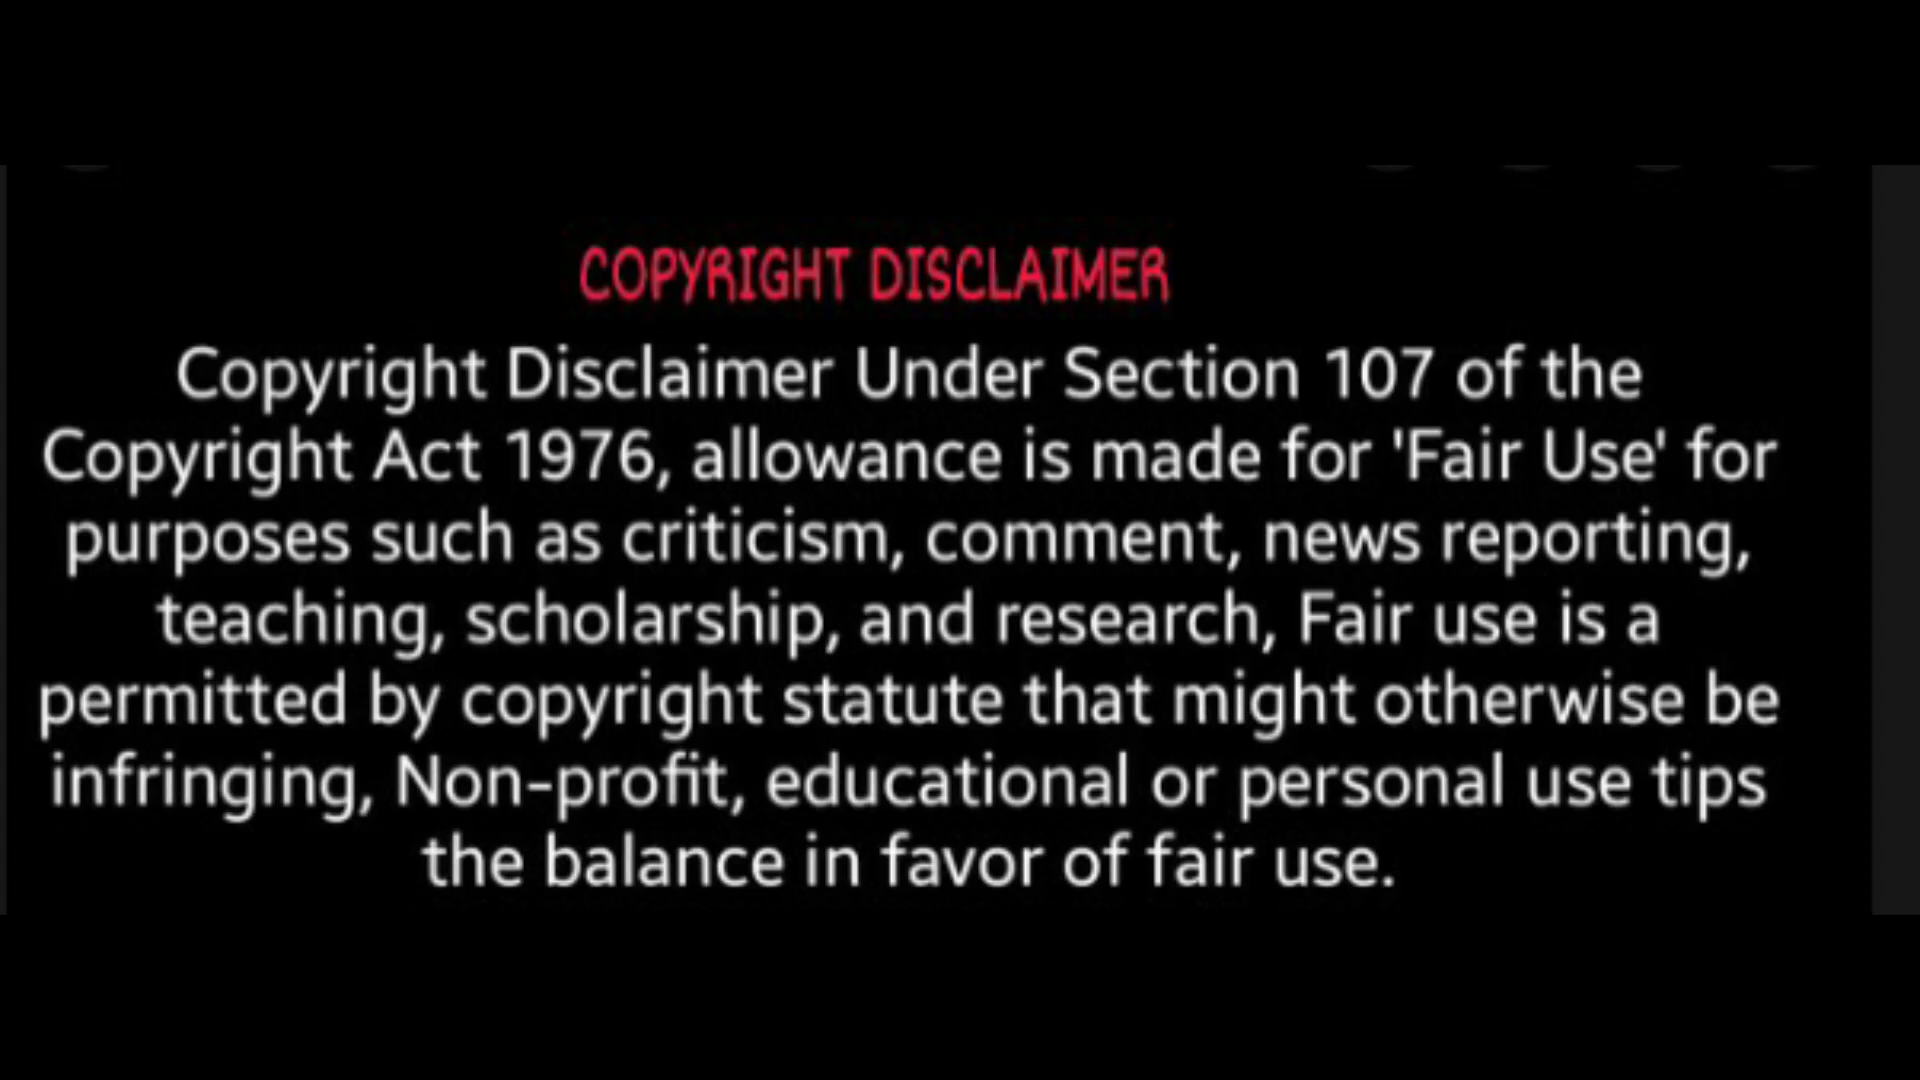 COPYRIGHT DISCLAIMER
Copyright Disclaimer Under Section 107 of the
Copyright Act 1976, allowance is made for 'Fair Use' for
purposes such as criticism, comment, news reporting,
teaching, scholarship, and research, Fair use is a
permitted by copyright statute that might otherwise be
infringing, Non-profit, educational or personal use tips
the balance in favor of fair use.